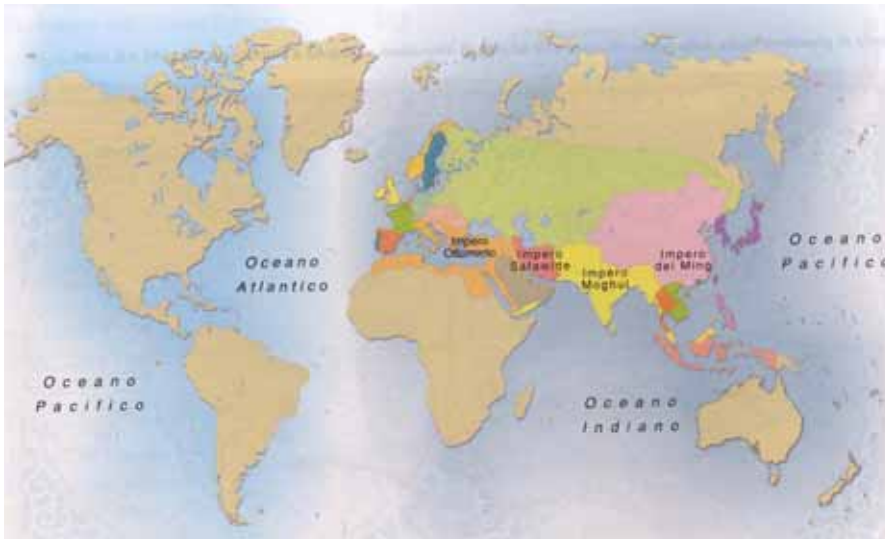 Oceano
Atlantico
Oceano
Pacifico
Impero
Ottomano
Impero
Safawide
Impero
Moghul
Impero
dei Ming
Oceano
Pacifico
Oceano
Indiano